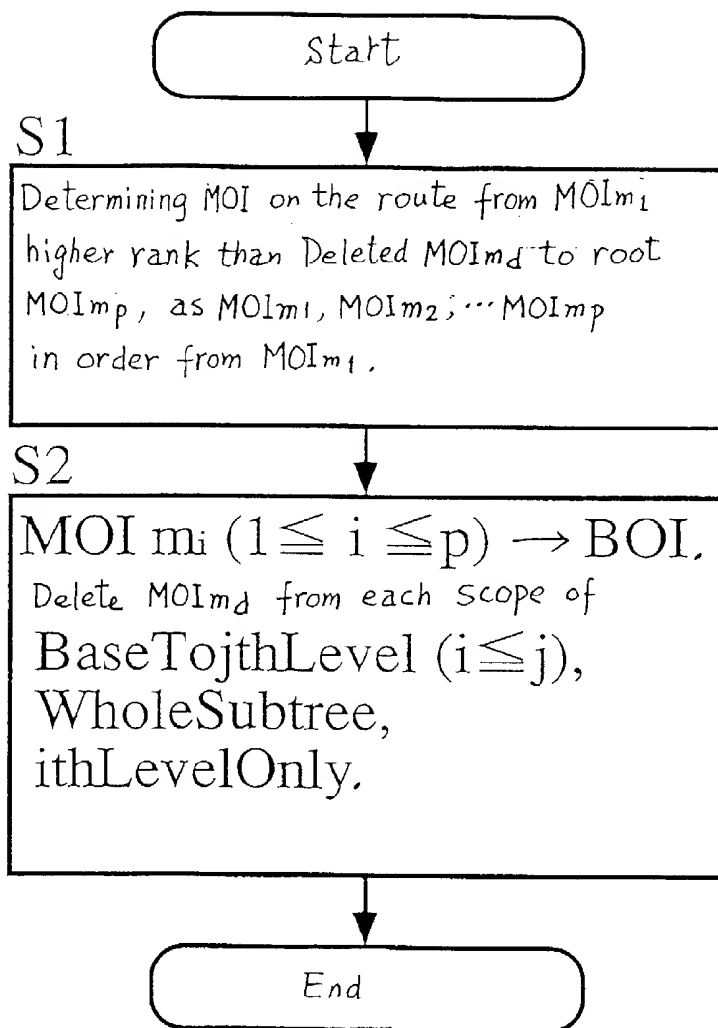 Start
S1
Determining MOI on the route from MOIm1
higher rank than Deleted MOImd to root
MOImp, as MOIm1, MOIm2, ··· MOImp
in order from MOIm1.
S2
MOI mi (1≦ i ≦p) → BOI.
Delete MOImd from each scope of
BaseTojthLevel (i≦j),
WholeSubtree,
ithLevelOnly.
End